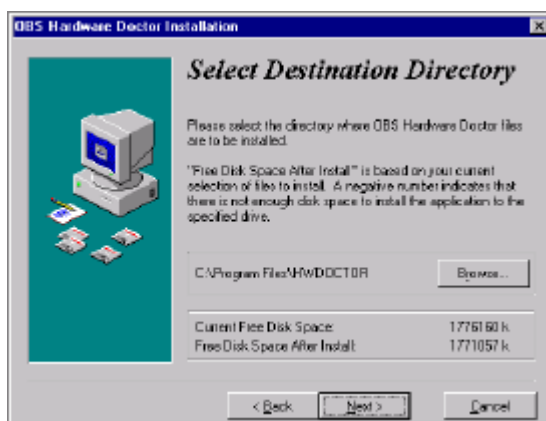 OBS Hardware Doctor Installation
Select Destination Directory
Please select the directory where OBS Hardware Doctor files
are to be installed.
"Free Disk Space After Install" is based on your current
selection of files to install. A negative number indicates that
there is not enough disk space to install the application to the
specified drive.
C:\Program Files\HWDOCTOR
Browse...
Current Free Disk Space: 1776160 k
Free Disk Space After Install: 1771057 k
< Back
Next >
Cancel